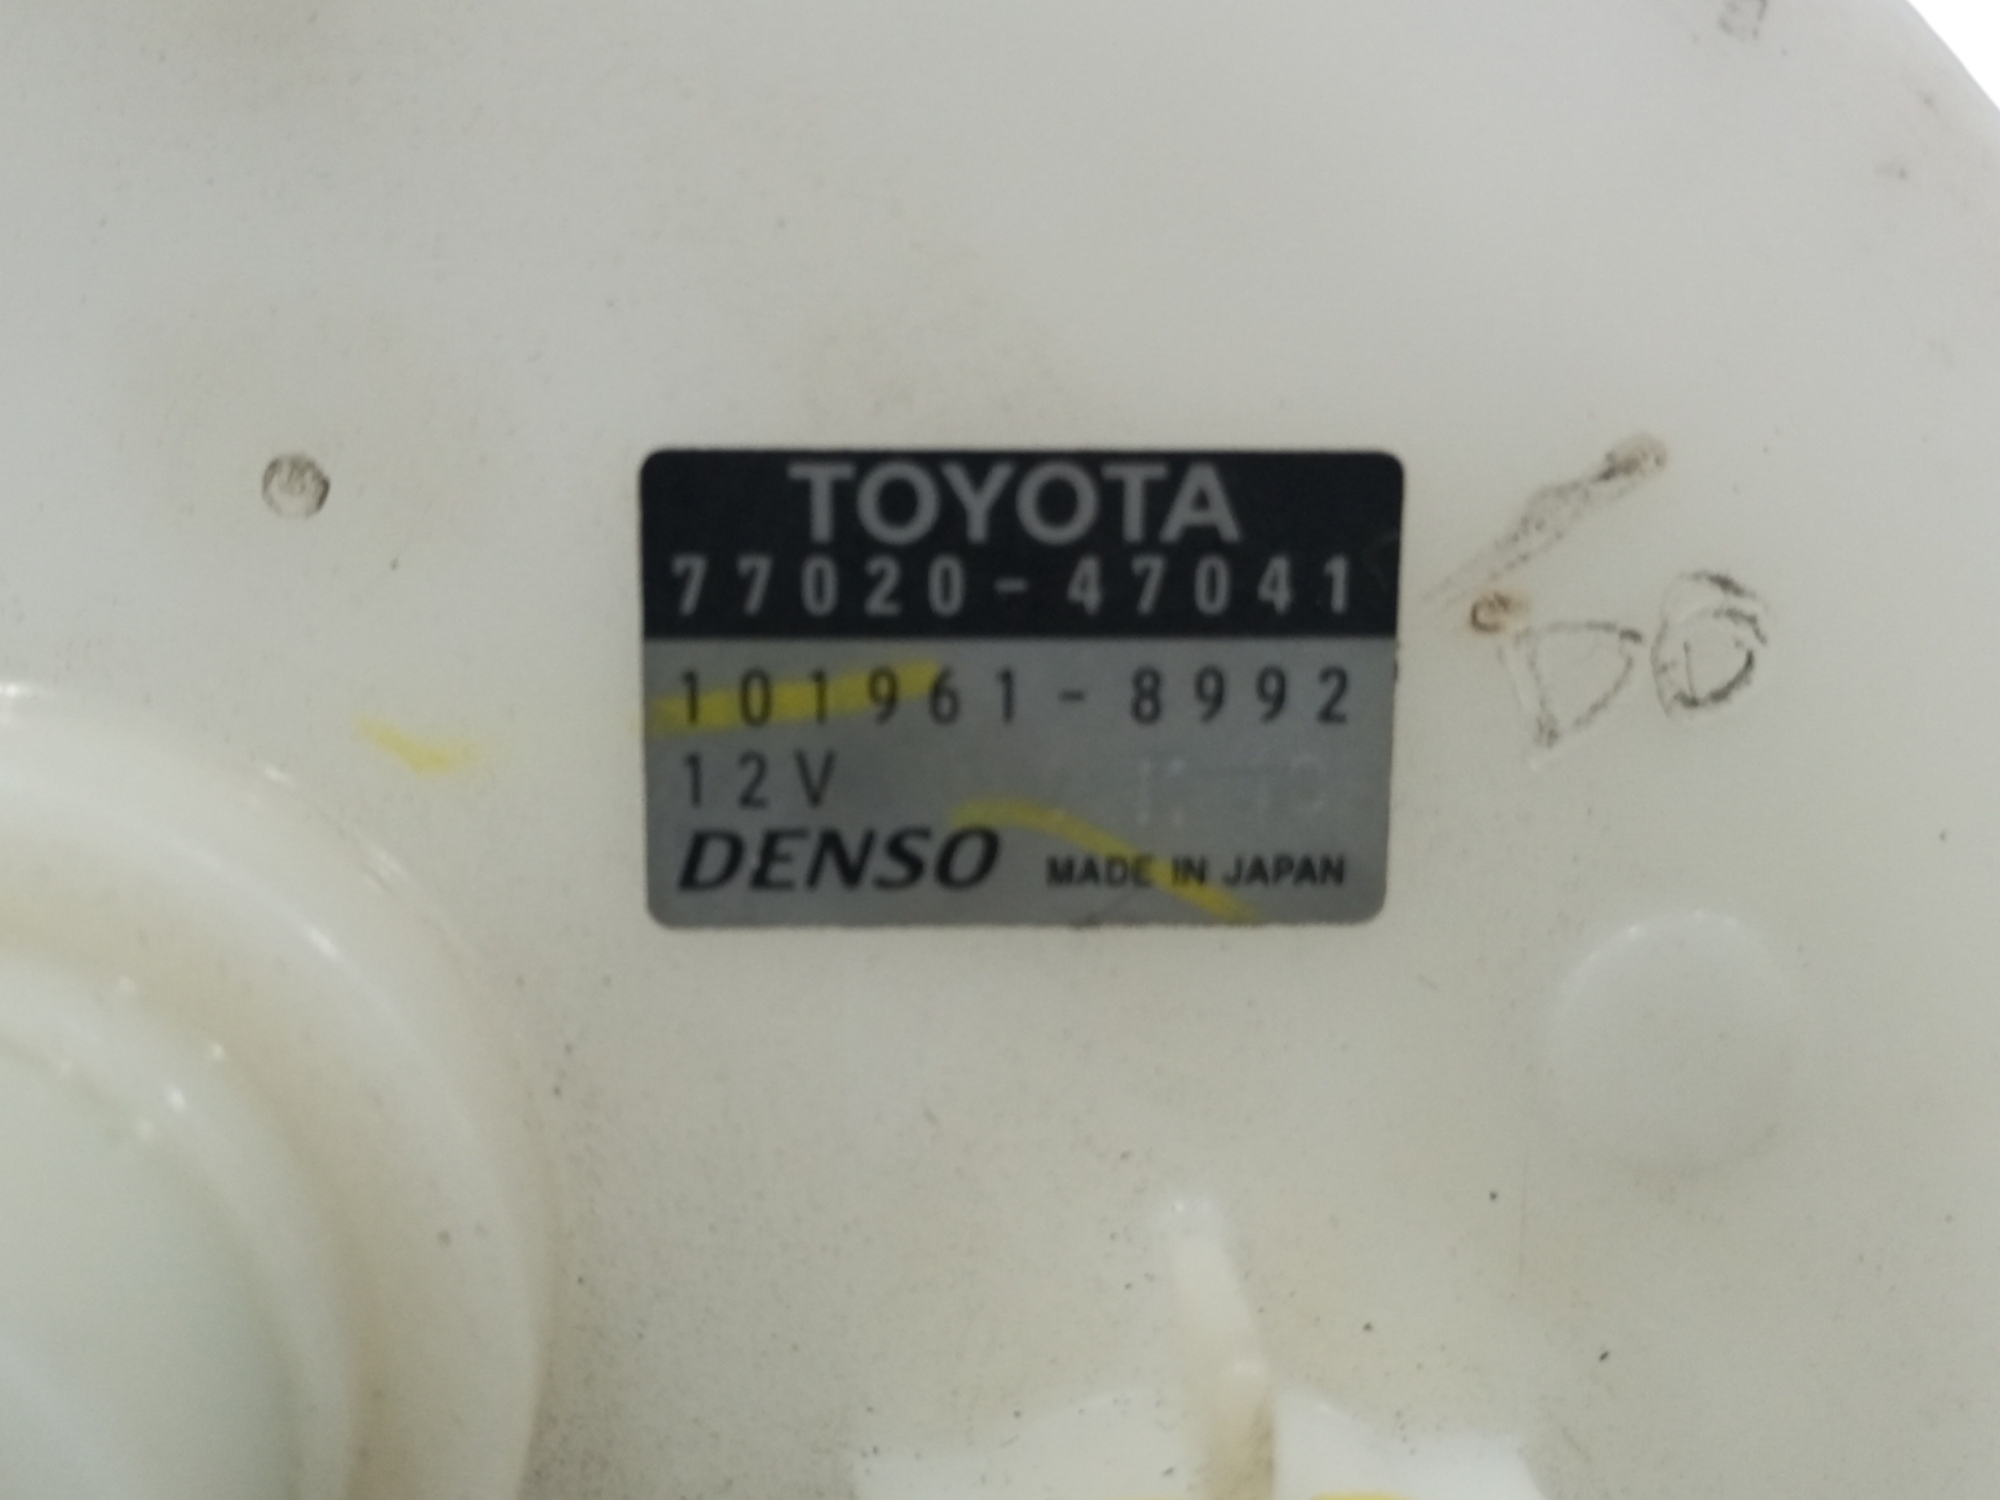 TOYOTA
77020-47041
101961-8992
12V
DENSO MADE IN JAPAN